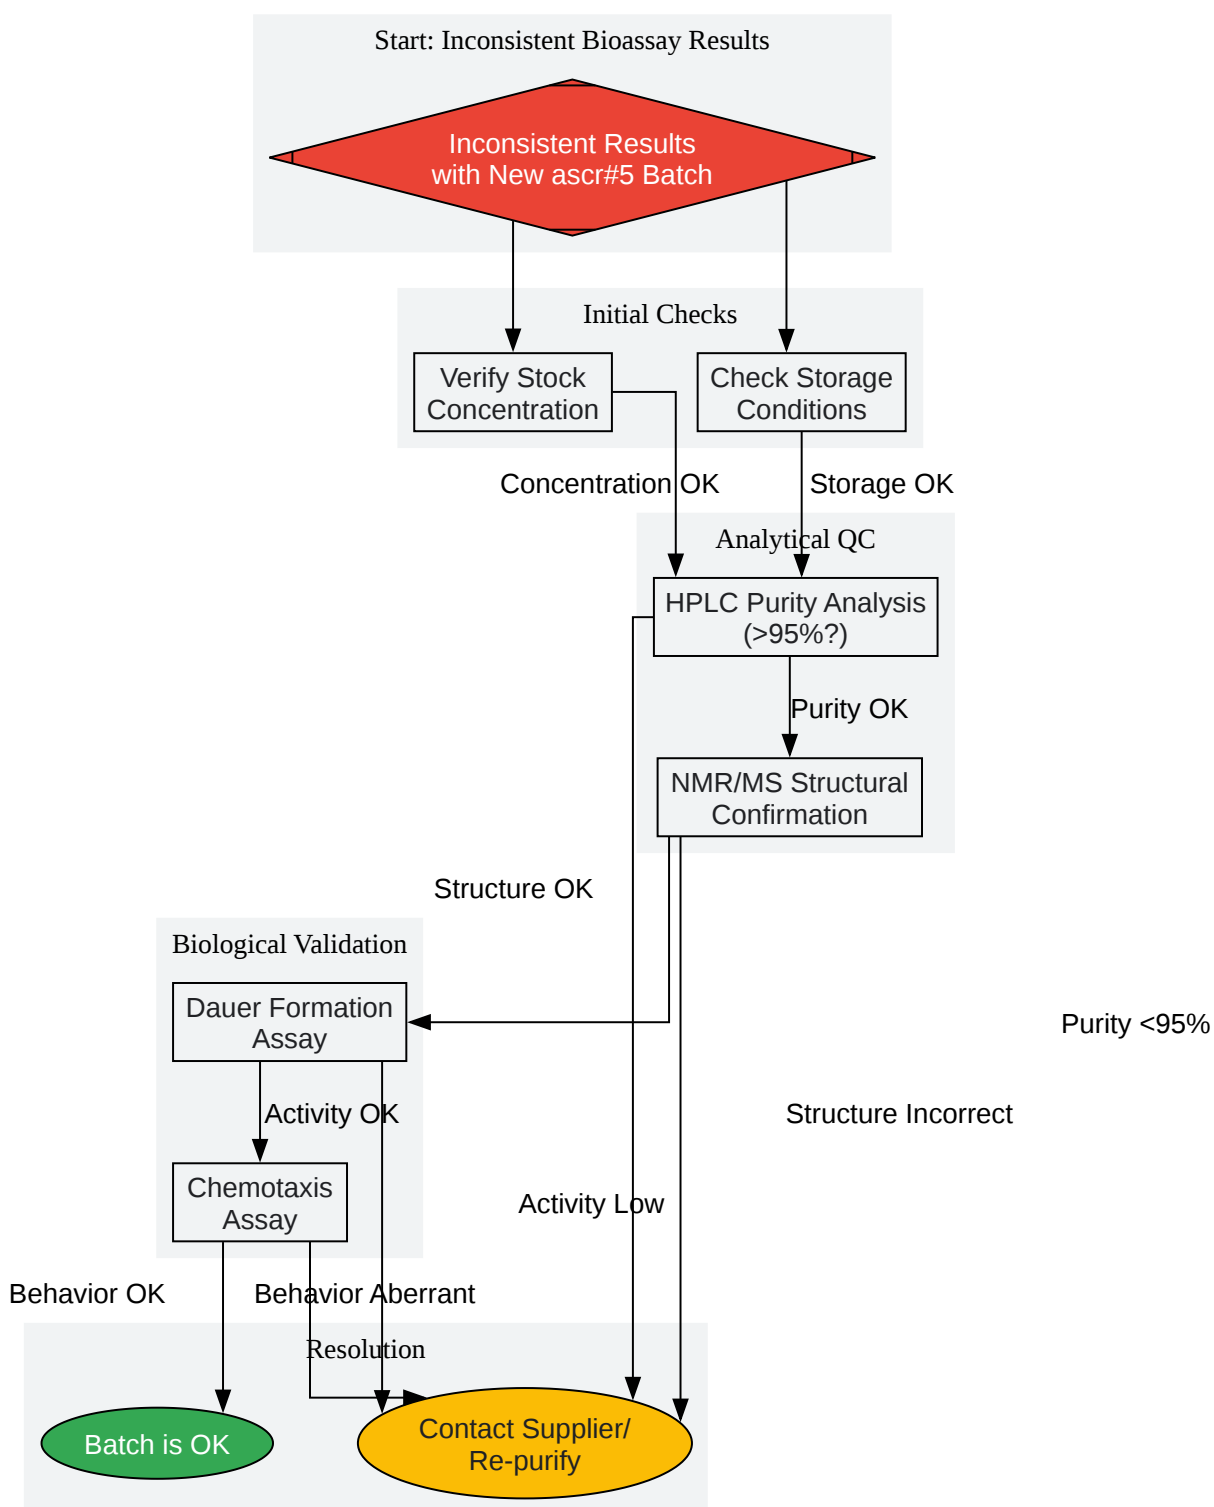 Start: Inconsistent Bioassay Results
Inconsistent Results
with New ascr#5 Batch
Initial Checks
Verify Stock
Concentration
Check Storage
Conditions
Concentration OK
Storage OK
Analytical QC
HPLC Purity Analysis
(>95%?)
Purity OK
NMR/MS Structural
Confirmation
Structure OK
Biological Validation
Dauer Formation
Assay
Purity <95%
Activity OK
Structure Incorrect
Chemotaxis
Assay
Activity Low
Behavior OK
Behavior Aberrant
Resolution
Batch is OK
Contact Supplier/
Re-purify